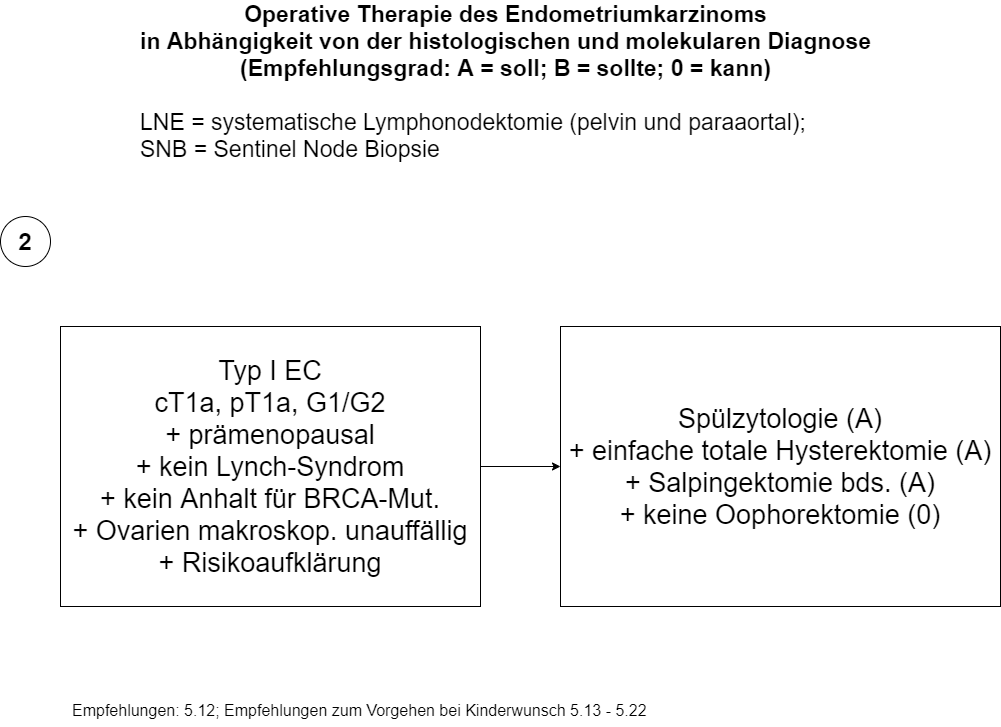 Operative Therapie des Endometriumkarzinoms
in Abhängigkeit von der histologischen und molekularen Diagnose
(Empfehlungsgrad: A = soll; B = sollte; 0 = kann)
LNE = systematische Lymphonodektomie (pelvin und paraaortal);
SNB = Sentinel Node Biopsie
2
Typ I EC
cT1a, pT1a, G1/G2
+ prämenopausal
+ kein Lynch-Syndrom
+ kein Anhalt für BRCA-Mut.
+ Ovarien makroskop. unauffällig
+ Risikoaufklärung
Spülzytologie (A)
+ einfache totale Hysterektomie (A)
+ Salpingektomie bds. (A)
+ keine Oophorektomie (0)
Empfehlungen: 5.12; Empfehlungen zum Vorgehen bei Kinderwunsch 5.13 - 5.22